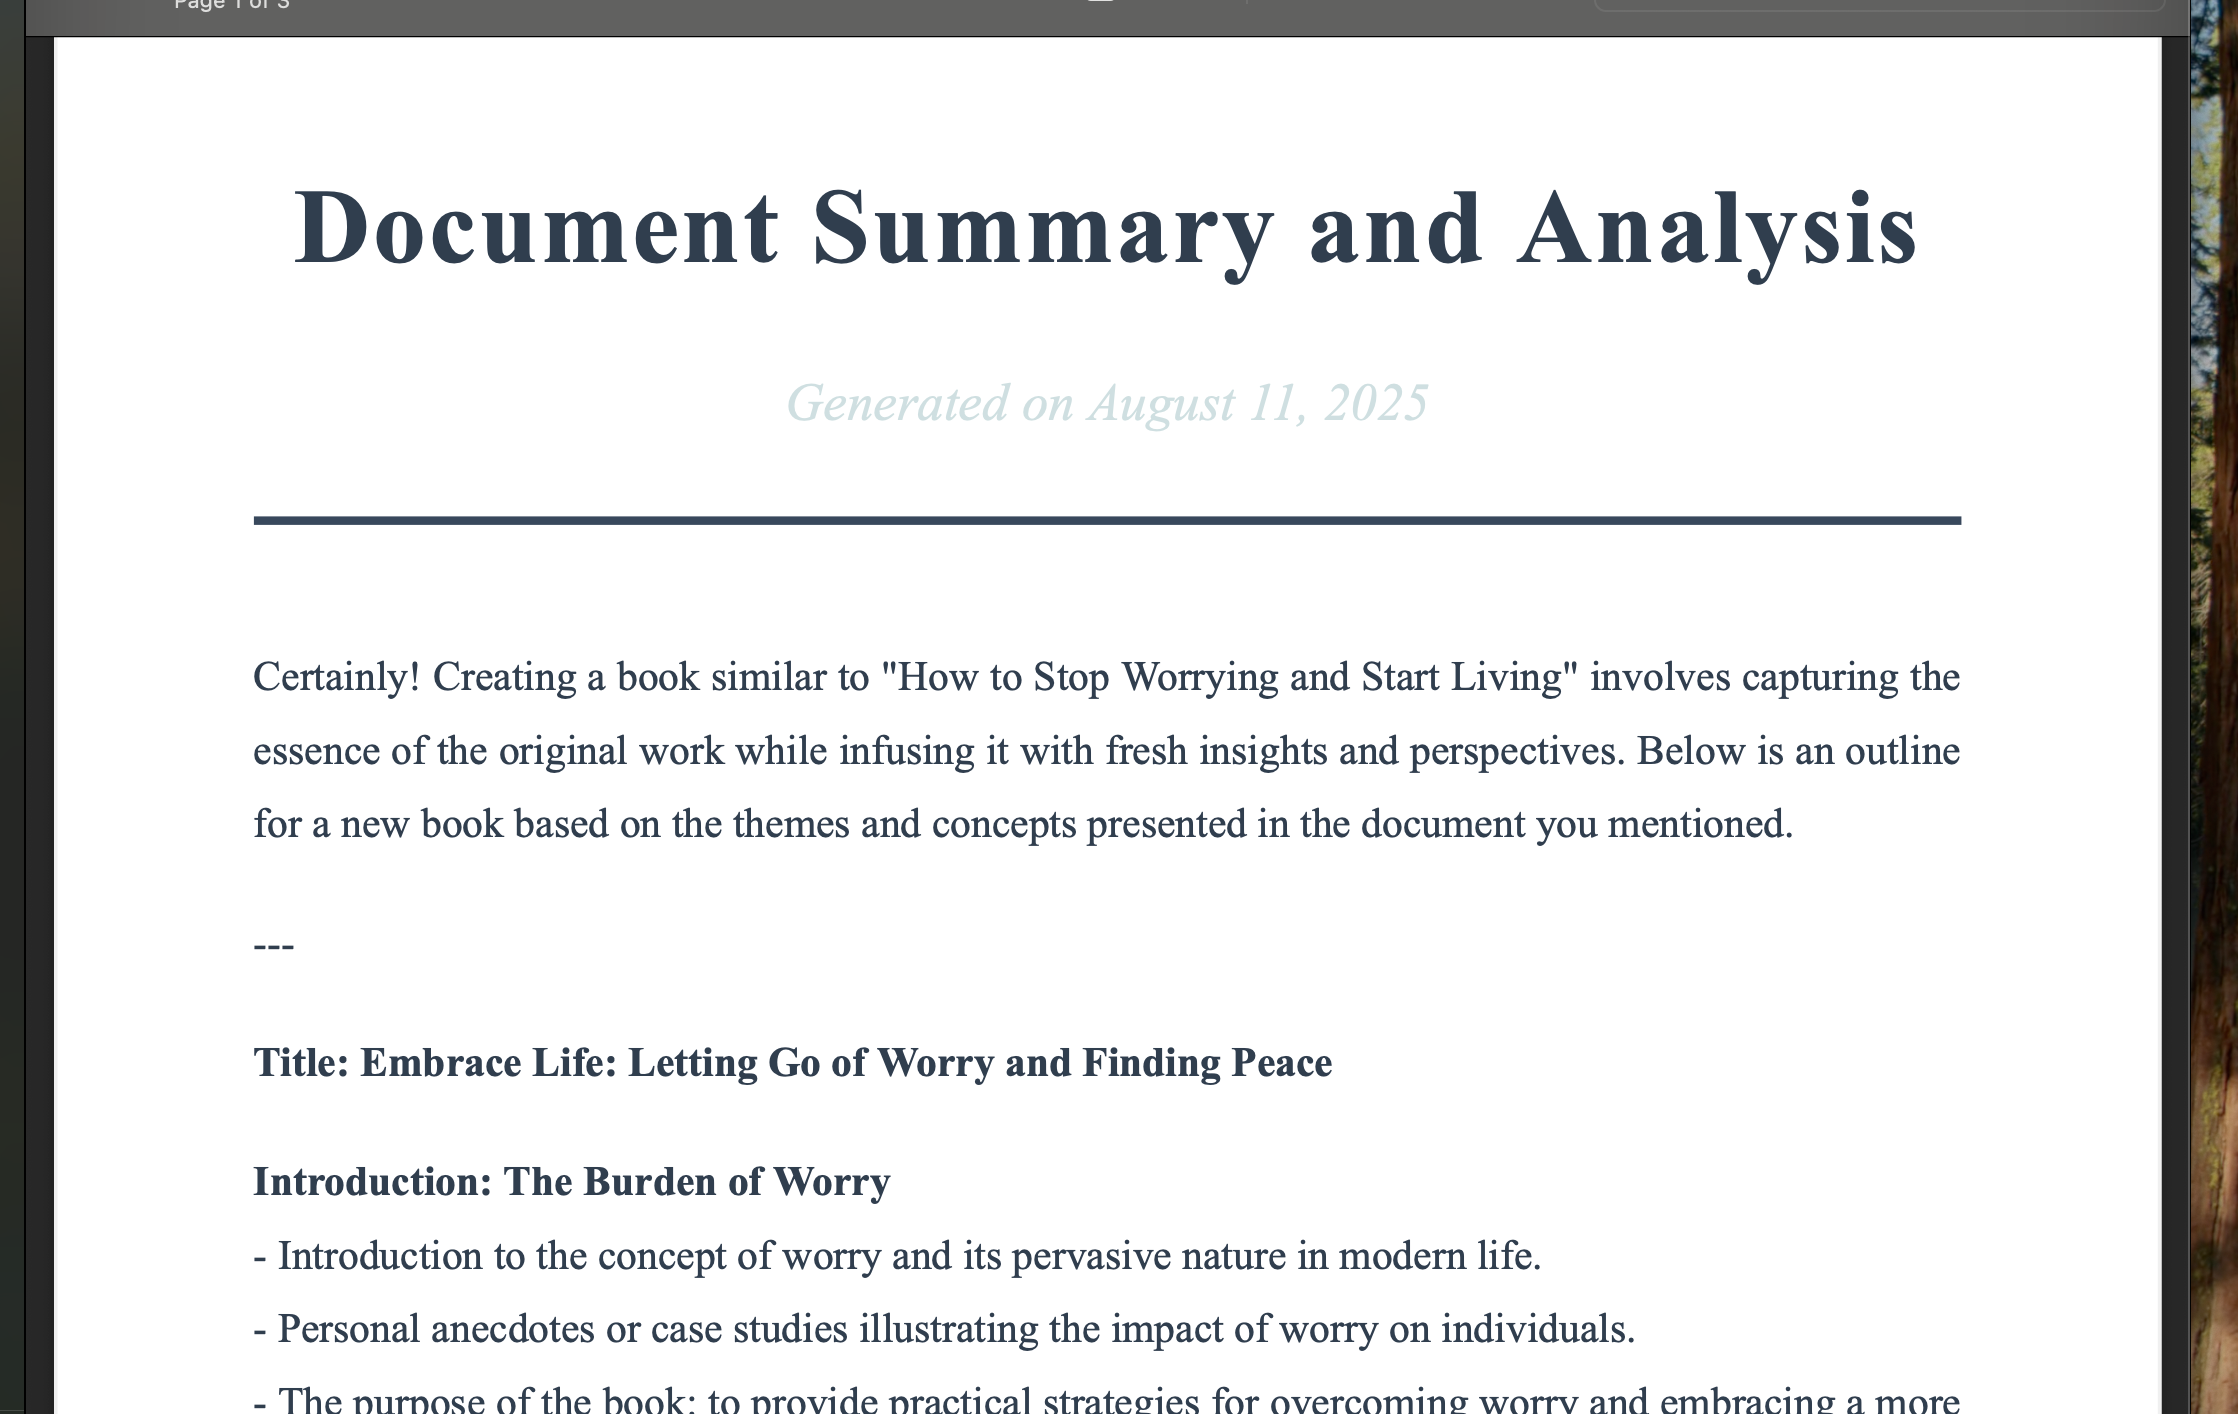 Page 1 of 3
Document Summary and Analysis
Generated on August 11, 2025
Certainly! Creating a book similar to "How to Stop Worrying and Start Living" involves capturing the
essence of the original work while infusing it with fresh insights and perspectives. Below is an outline
for a new book based on the themes and concepts presented in the document you mentioned.
---
Title: Embrace Life: Letting Go of Worry and Finding Peace
Introduction: The Burden of Worry
- Introduction to the concept of worry and its pervasive nature in modern life.
- Personal anecdotes or case studies illustrating the impact of worry on individuals.
- The purpose of the book: to provide practical strategies for overcoming worry and embracing a more